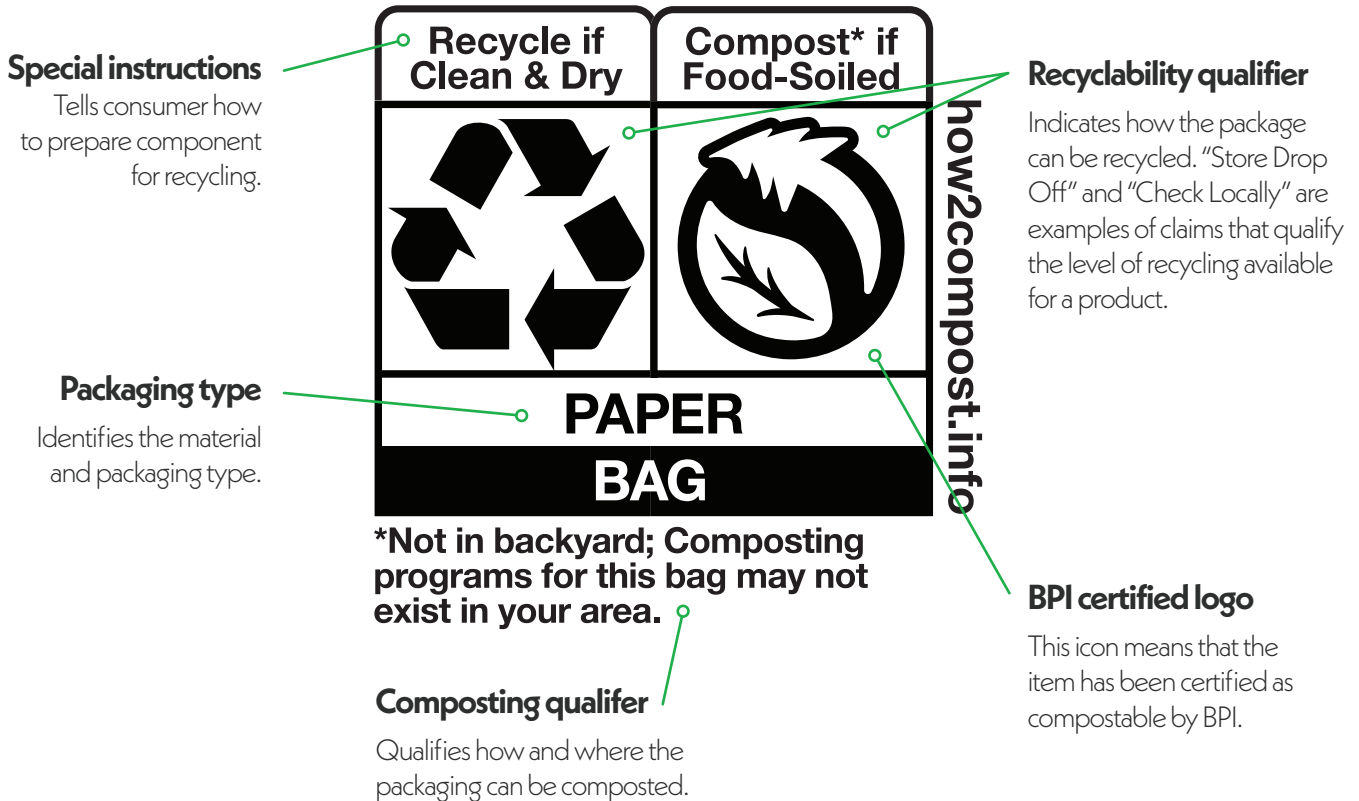 Recycle if
Clean & Dry
Compost* if
Food-Soiled
Special instructions
Tells consumer how
to prepare component
for recycling.
Recyclability qualifier
Indicates how the package
can be recycled. “Store Drop
Off” and “Check Locally” are
examples of claims that qualify
the level of recycling available
for a product.
how2compost.info
Packaging type
Identifies the material
and packaging type.
PAPER
BAG
*Not in backyard; Composting
programs for this bag may not
exist in your area.
BPI certified logo
This icon means that the
item has been certified as
compostable by BPI.
Composting qualifer
Qualifies how and where the
packaging can be composted.